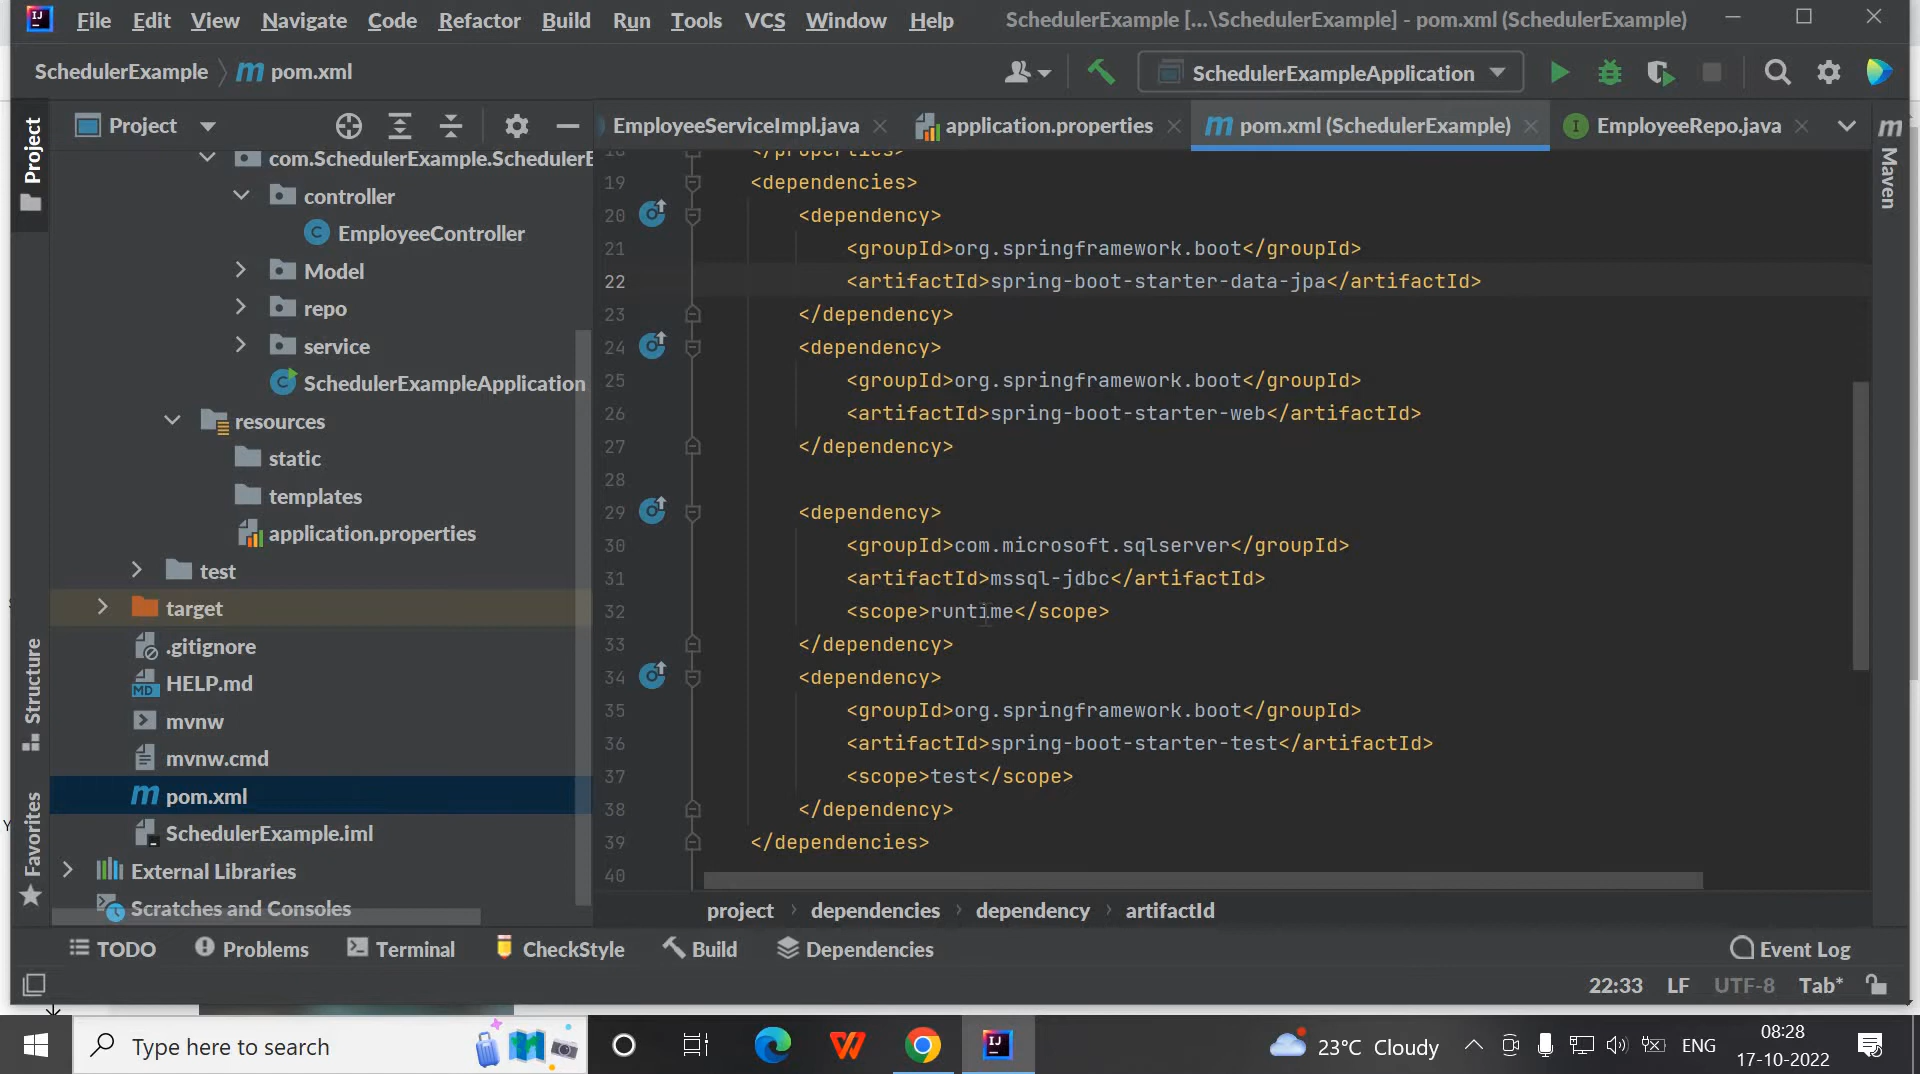 File Edit View Navigate Code Refactor Build Run Tools VCS Window Help SchedulerExample [...\SchedulerExample] - pom.xml (SchedulerExample)
SchedulerExample pom.xml SchedulerExampleApplication
Project EmployeeServiceImpl.java application.properties pom.xml (SchedulerExample) EmployeeRepo.java
Project
Maven
Structure
Favorites
com.SchedulerExample.SchedulerE
controller
EmployeeController
Model
repo
service
SchedulerExampleApplication
resources
static
templates
application.properties
test
target
.gitignore
HELP.md
mvnw
mvnw.cmd
pom.xml
SchedulerExample.iml
External Libraries
Scratches and Consoles
18 </properties>
19 <dependencies>
20 <dependency>
21 <groupId>org.springframework.boot</groupId>
22 <artifactId>spring-boot-starter-data-jpa</artifactId>
23 </dependency>
24 <dependency>
25 <groupId>org.springframework.boot</groupId>
26 <artifactId>spring-boot-starter-web</artifactId>
27 </dependency>
28
29 <dependency>
30 <groupId>com.microsoft.sqlserver</groupId>
31 <artifactId>mssql-jdbc</artifactId>
32 <scope>runtime</scope>
33 </dependency>
34 <dependency>
35 <groupId>org.springframework.boot</groupId>
36 <artifactId>spring-boot-starter-test</artifactId>
37 <scope>test</scope>
38 </dependency>
39 </dependencies>
40
project dependencies dependency artifactId
TODO Problems Terminal CheckStyle Build Dependencies Event Log
22:33 LF UTF-8 Tab*
Type here to search 23°C Cloudy ENG 08:28
17-10-2022